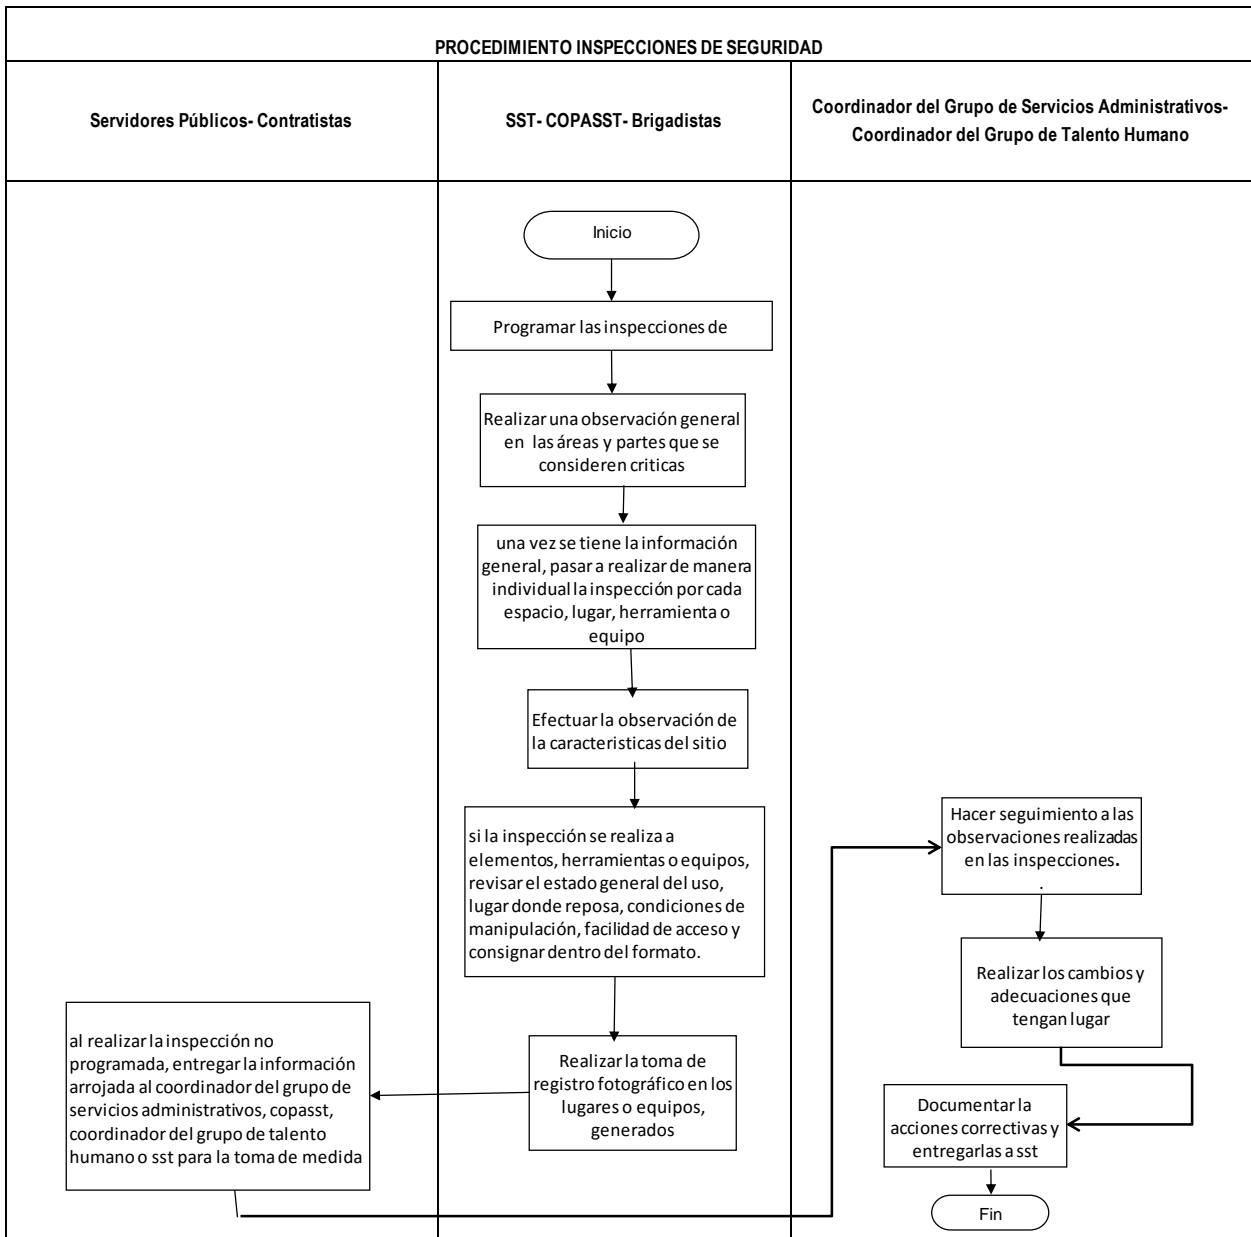 PROCEDIMIENTO INSPECCIONES DE SEGURIDAD
Servidores Públicos- Contratistas
SST- COPASST- Brigadistas
Coordinador del Grupo de Servicios Administrativos-
Coordinador del Grupo de Talento Humano
Inicio
Programar las inspecciones de
Realizar una observación general
en las áreas y partes que se
consideren criticas
una vez se tiene la información
general, pasar a realizar de manera
individual la inspección por cada
espacio, lugar, herramienta o
equipo
Efectuar la observación de
la caracteristicas del sitio
si la inspección se realiza a
elementos, herramientas o equipos,
revisar el estado general del uso,
lugar donde reposa, condiciones de
manipulación, facilidad de acceso y
consignar dentro del formato.
Realizar la toma de
registro fotográfico en los
lugares o equipos,
generados
al realizar la inspección no
programada, entregar la información
arrojada al coordinador del grupo de
servicios administrativos, copasst,
coordinador del grupo de talento
humano o sst para la toma de medida
Hacer seguimiento a las
observaciones realizadas
en las inspecciones.
.
Realizar los cambios y
adecuaciones que
tengan lugar
Documentar la
acciones correctivas y
entregarlas a sst
Fin